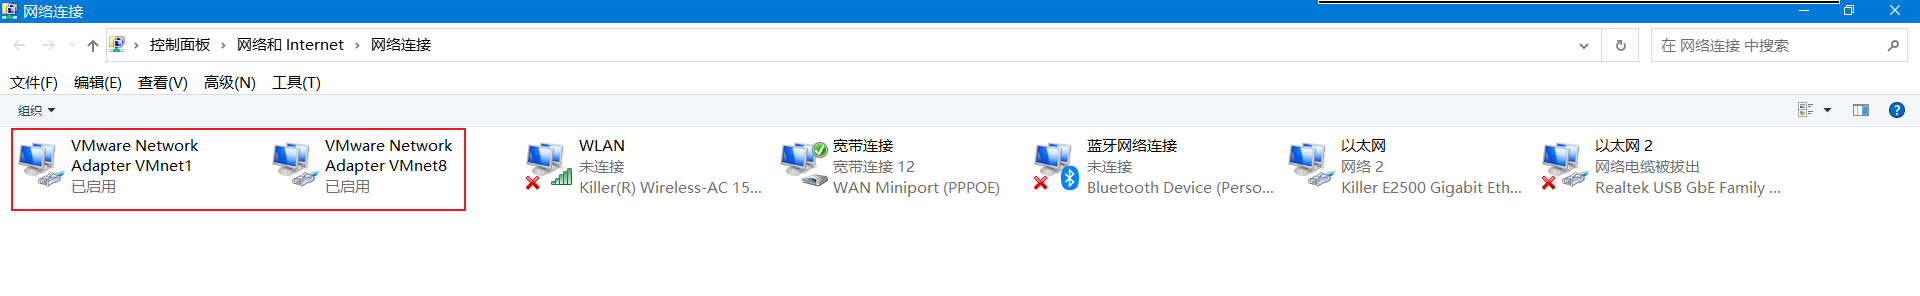 网络连接
控制面板 › 网络和 Internet › 网络连接
在 网络连接 中搜索
文件(F) 编辑(E) 查看(V) 高级(N) 工具(T)
组织
VMware Network
Adapter VMnet1
已启用
VMware Network
Adapter VMnet8
已启用
WLAN
未连接
Killer(R) Wireless-AC 15...
宽带连接
宽带连接 12
WAN Miniport (PPPOE)
蓝牙网络连接
未连接
Bluetooth Device (Perso...
以太网
网络 2
Killer E2500 Gigabit Eth...
以太网 2
网络电缆被拔出
Realtek USB GbE Family ...